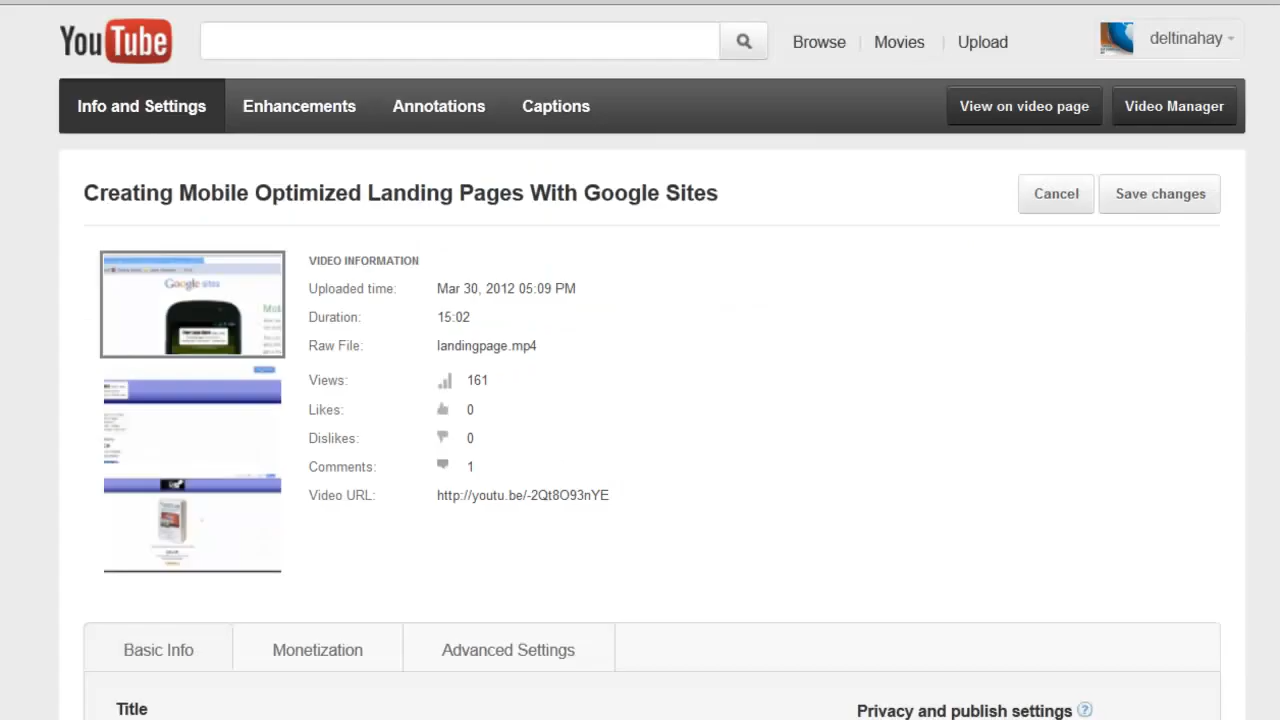 YouTube
Browse
Movies
Upload
deltinahay
Info and Settings
Enhancements
Annotations
Captions
View on video page
Video Manager
Creating Mobile Optimized Landing Pages With Google Sites
Cancel
Save changes
Google sites
VIDEO INFORMATION
Uploaded time: Mar 30, 2012 05:09 PM
Duration: 15:02
Raw File: landingpage.mp4
Views: 161
Likes: 0
Dislikes: 0
Comments: 1
Video URL: http://youtu.be/-2Qt8O93nYE
Basic Info
Monetization
Advanced Settings
Title
Privacy and publish settings ?